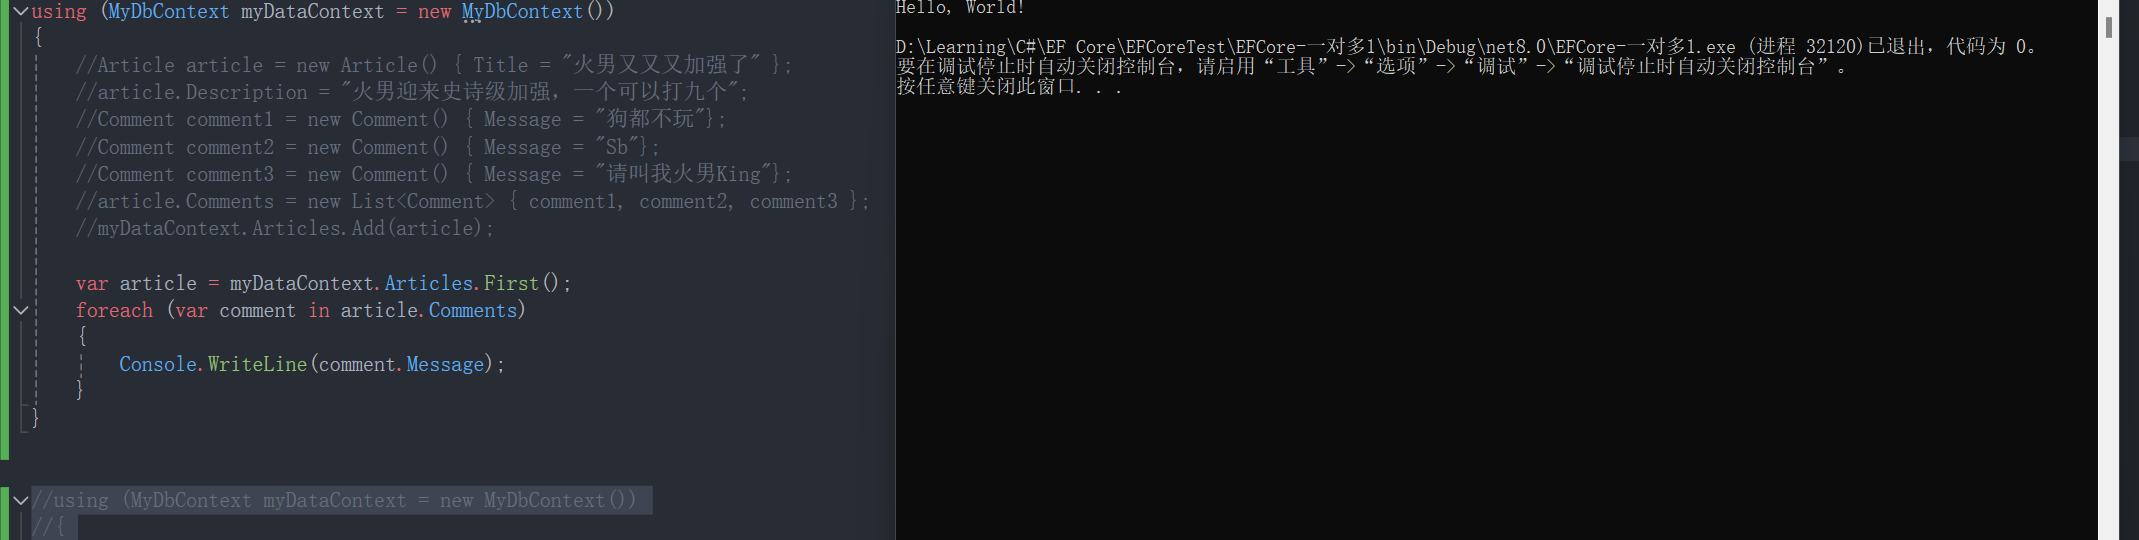 using (MyDbContext myDataContext = new MyDbContext())
{
//Article article = new Article() { Title = "火男又又又加强了" };
//article.Description = "火男迎来史诗级加强，一个可以打九个";
//Comment comment1 = new Comment() { Message = "狗都不玩"};
//Comment comment2 = new Comment() { Message = "Sb"};
//Comment comment3 = new Comment() { Message = "请叫我火男King"};
//article.Comments = new List<Comment> { comment1, comment2, comment3 };
//myDataContext.Articles.Add(article);
var article = myDataContext.Articles.First();
foreach (var comment in article.Comments)
{
Console.WriteLine(comment.Message);
}
}
//using (MyDbContext myDataContext = new MyDbContext())
//{
Hello, World!
D:\Learning\C#\EF Core\EFCoreTest\EFCore-一对多1\bin\Debug\net8.0\EFCore-一对多1.exe (进程 32120)已退出，代码为 0。
要在调试停止时自动关闭控制台，请启用“工具”->“选项”->“调试”->“调试停止时自动关闭控制台”。
按任意键关闭此窗口. . .